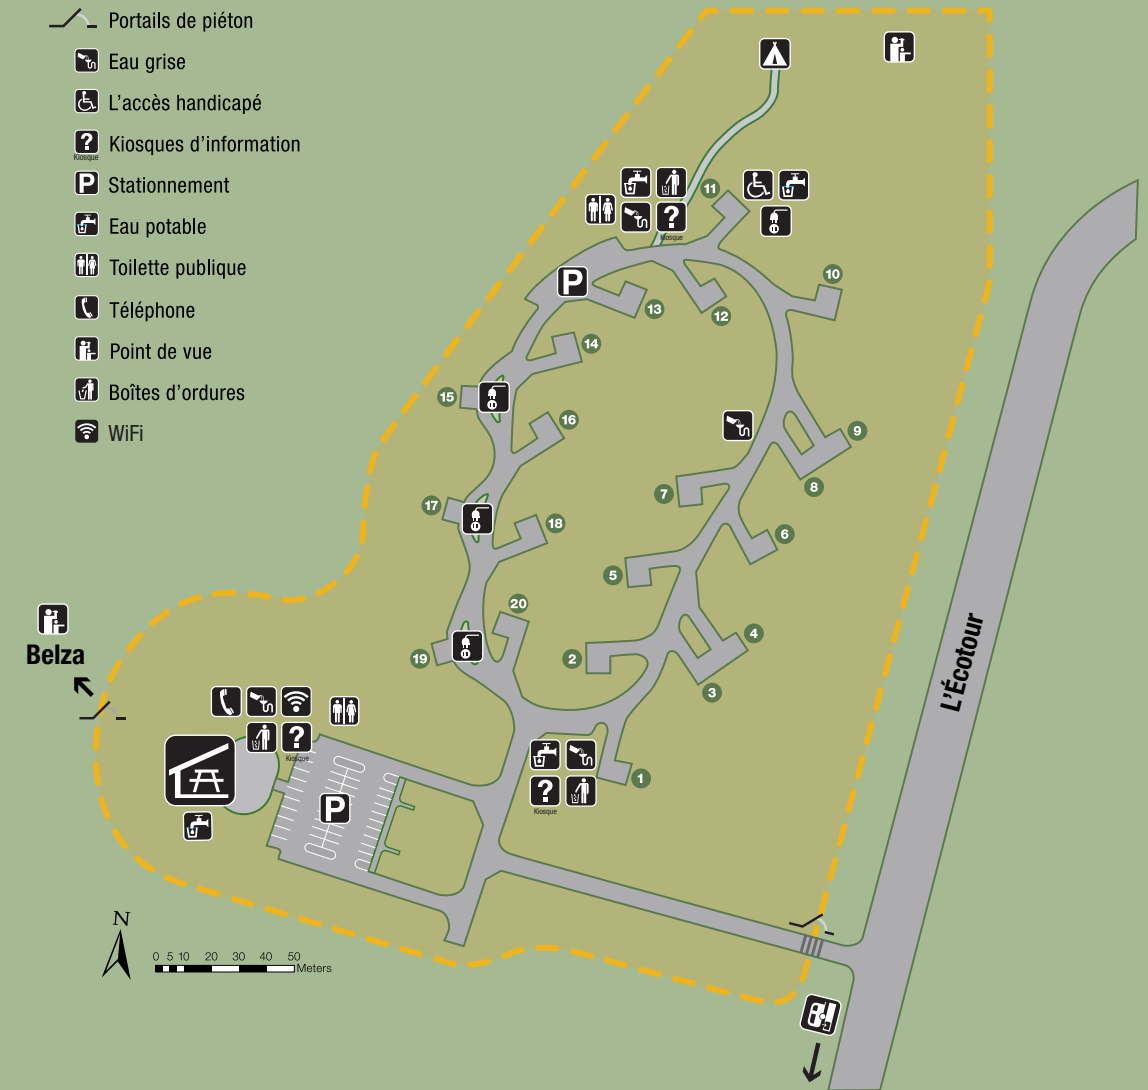 Portails de piéton
Eau grise
L'accès handicapé
?
Kiosque
Kiosques d'information
P
Stationnement
Eau potable
Toilette publique
Téléphone
Point de vue
Boîtes d'ordures
WiFi
11
?
Kiosque
10
P
13
12
14
15
16
9
8
7
17
18
6
5
20
4
19
2
3
Belza
L'Écotour
?
Kiosque
P
1
?
Kiosque
N
0 5 10 20 30 40 50
Meters